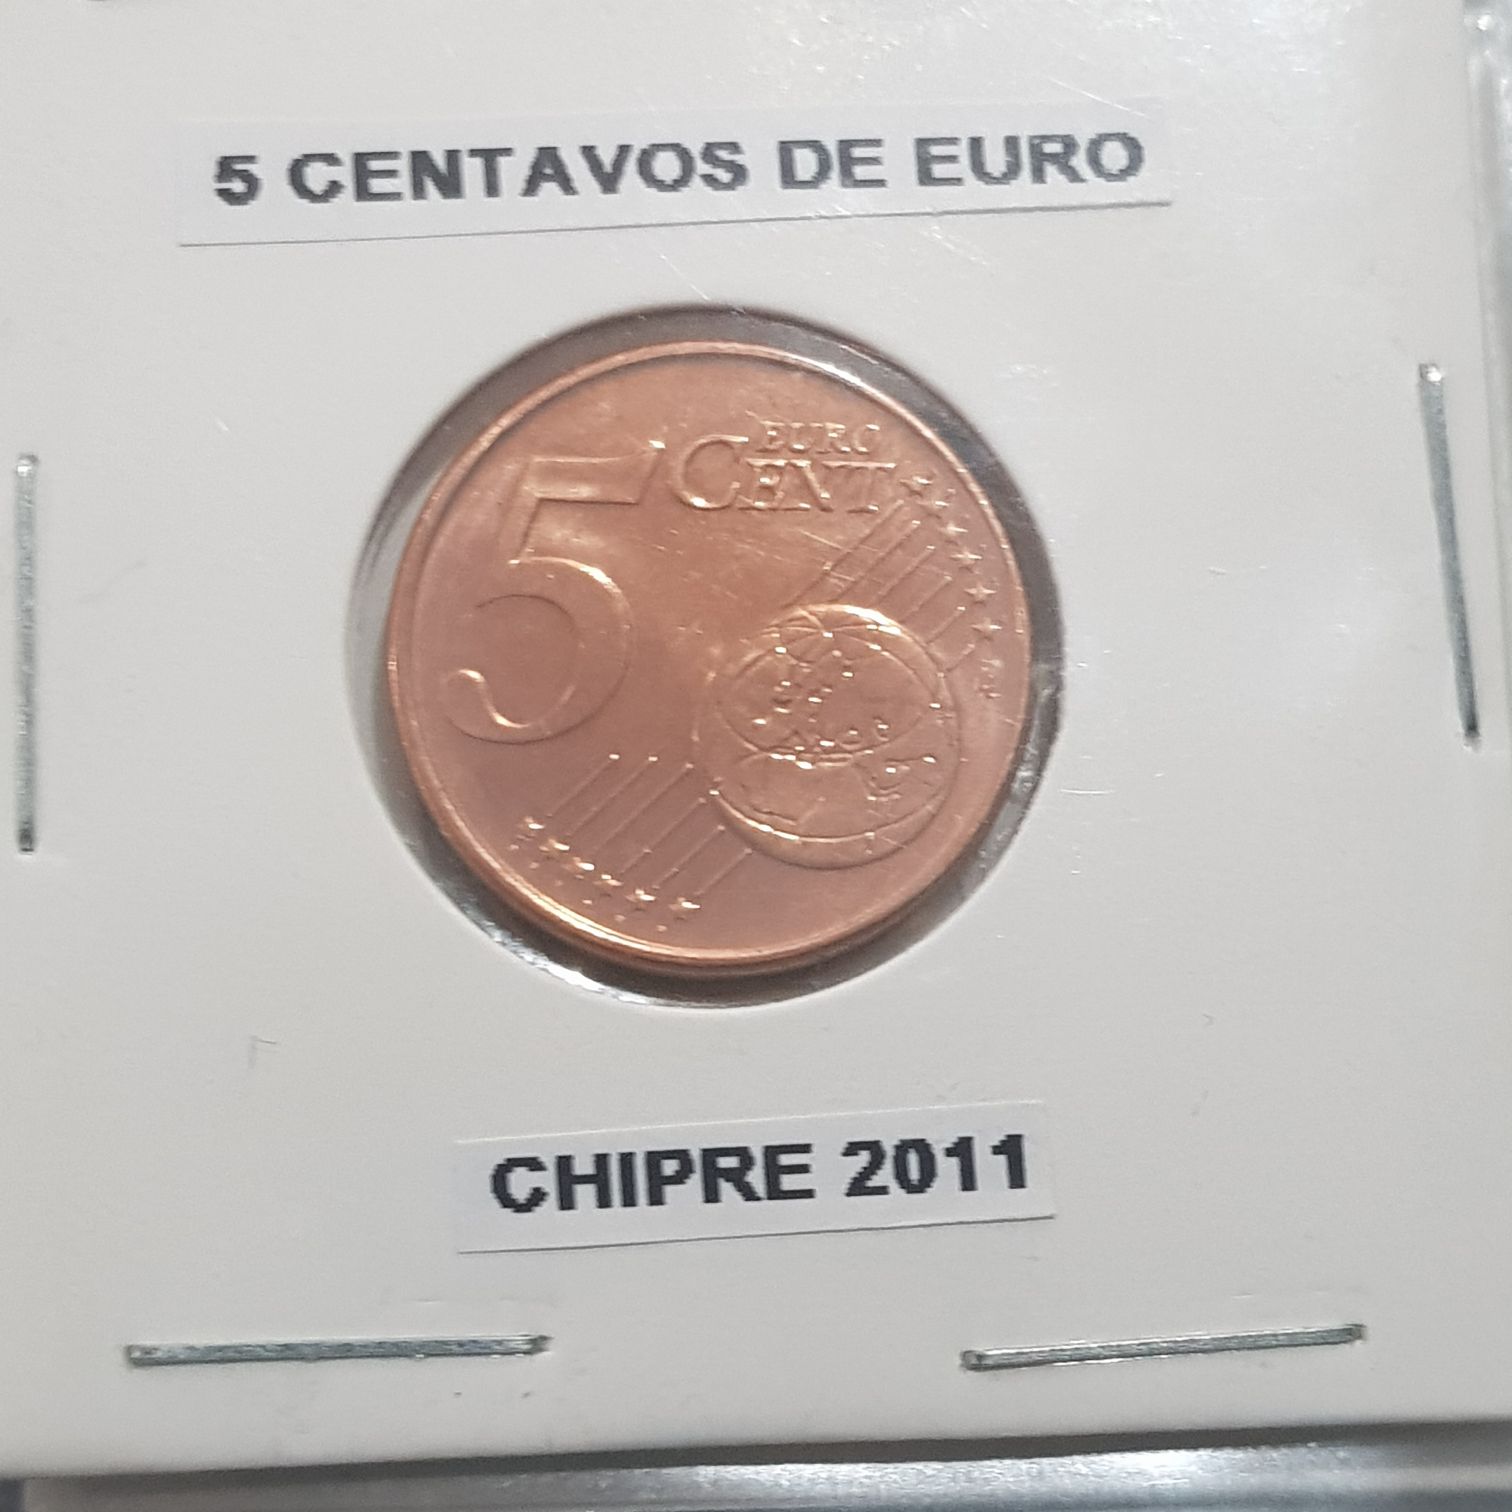 5 CENTAVOS DE EURO
5 EURO
CENT
CHIPRE 2011